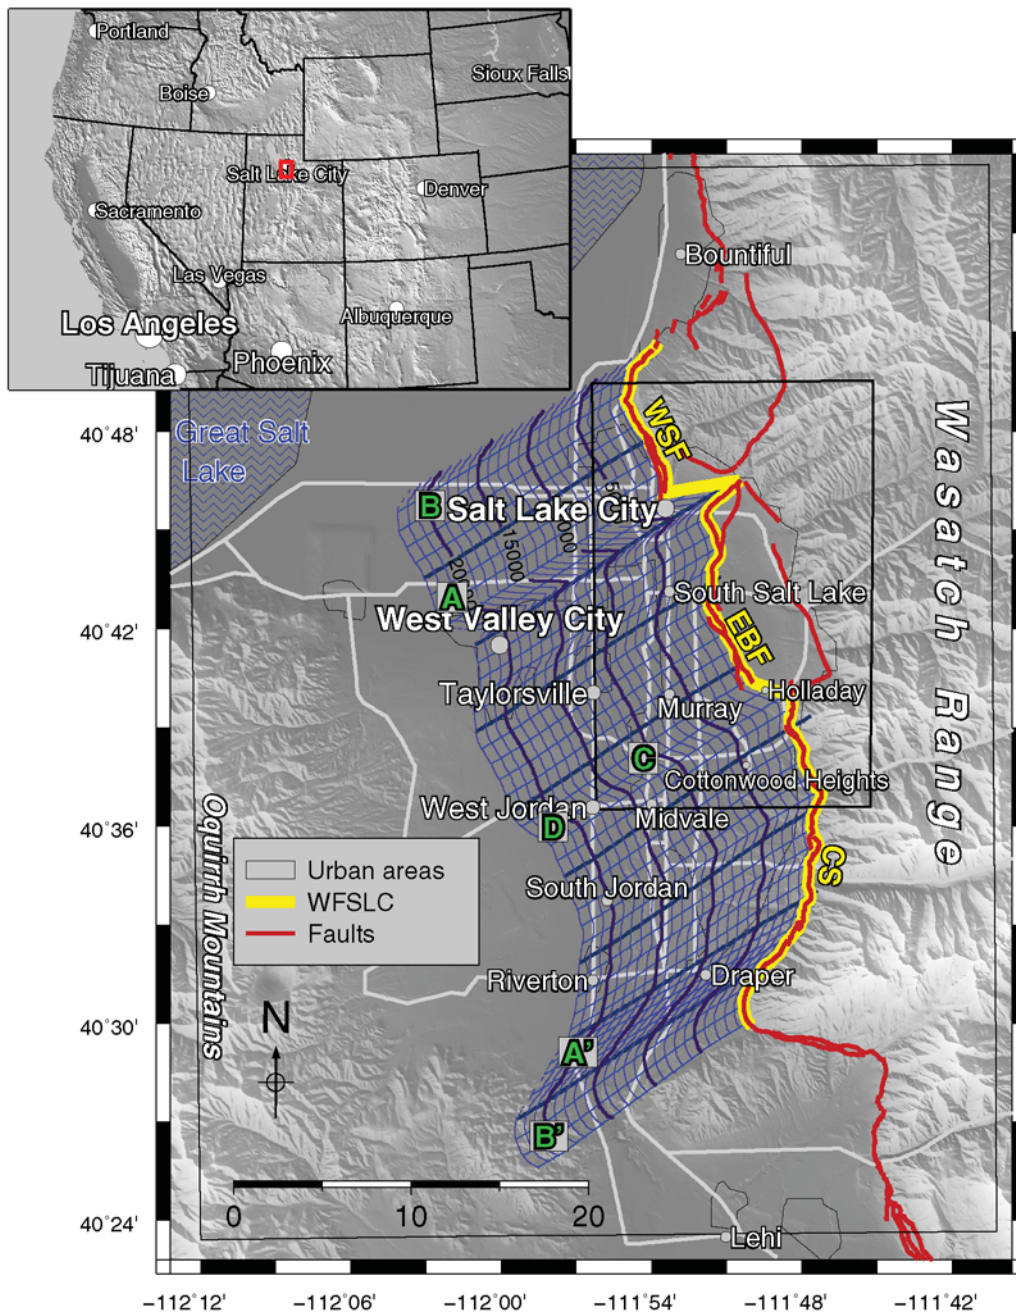 Portland
Sioux Falls
Boise
Salt Lake City
Denver
Sacramento
Las Vegas
Los Angeles
Albuquerque
Phoenix
Tijuana
Bountiful
Great Salt
Lake
WSF
Wasatch Range
B
Salt Lake City
15000
A
South Salt Lake
West Valley City
EBF
Taylorsville
Holladay
Murray
C
Cottonwood Heights
West Jordan
Midvale
D
CS
Oquirrh Mountains
Urban areas
WFSLC
Faults
South Jordan
Riverton
Draper
N
A'
B'
0 10 20
Lehi
40°48'
40°42'
40°36'
40°30'
40°24'
−112°12' −112°06' −112°00' −111°54' −111°48' −111°42'